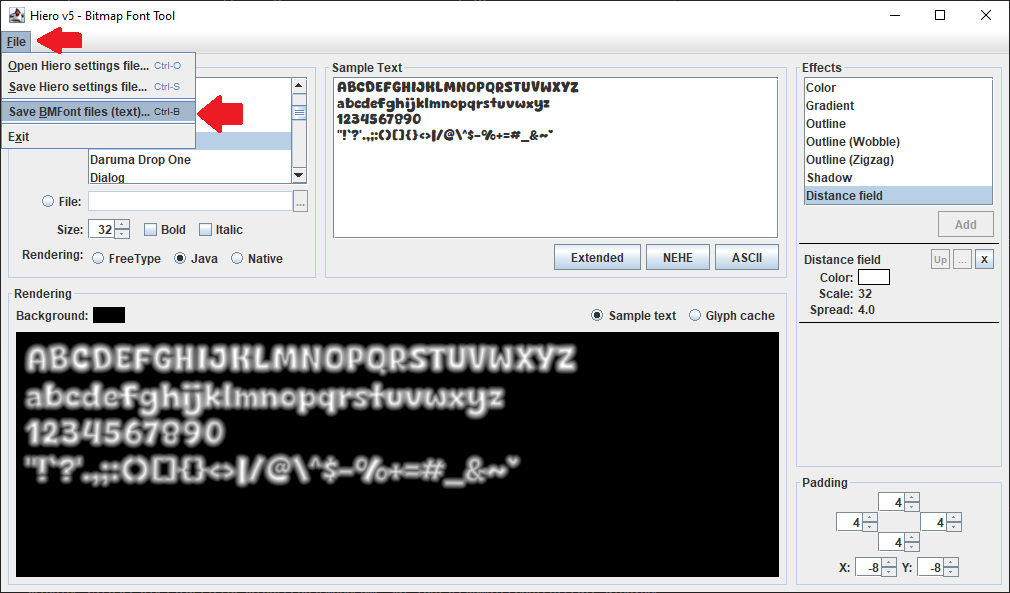 Hiero v5 - Bitmap Font Tool
File
Open Hiero settings file... Ctrl-O
Save Hiero settings file... Ctrl-S
Save BMFont files (text)... Ctrl-B
Exit
Daruma Drop One
Dialog
File:
...
Size: 32 Bold Italic
Rendering: FreeType Java Native
Sample Text
ABCDEFGHIJKLMNOPQRSTUVWXYZ
abcdefghijklmnopqrstuvwxyz
1234567890
"!`?'.,;:()[]{}<>|/@\^$-%+=#_&~*
Extended NEHE ASCII
Effects
Color
Gradient
Outline
Outline (Wobble)
Outline (Zigzag)
Shadow
Distance field
Add
Distance field Up ... X
Color:
Scale: 32
Spread: 4.0
Rendering
Background: Sample text Glyph cache
ABCDEFGHIJKLMNOPQRSTUVWXYZ
abcdefghijklmnopqrstuvwxyz
1234567890
"!`?'.,;:()[]{}<>|/@\^$-%+=#_&~*
Padding
4
4 4
4
X: -8 Y: -8